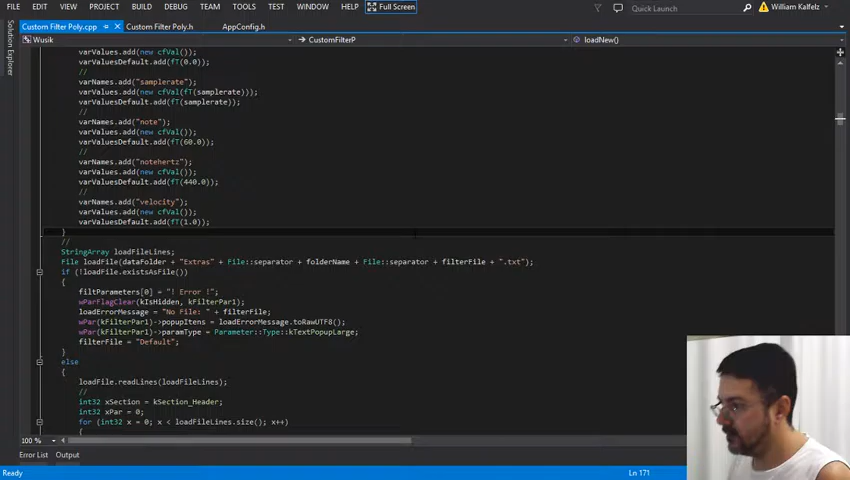 FILE EDIT VIEW PROJECT BUILD DEBUG TEAM TOOLS TEST WINDOW HELP Full Screen Quick Launch William Kalfelz
Custom Filter Poly.cpp Custom Filter Poly.h AppConfig.h
Wusik CustomFilterP loadNew()
Solution Explorer
varValues.add(new cfVal());
varValuesDefault.add(fT(0.0));
//
varNames.add("samplerate");
varValues.add(new cfVal(fT(samplerate)));
varValuesDefault.add(fT(samplerate));
//
varNames.add("note");
varValues.add(new cfVal());
varValuesDefault.add(fT(60.0));
//
varNames.add("notehertz");
varValues.add(new cfVal());
varValuesDefault.add(fT(440.0));
//
varNames.add("velocity");
varValues.add(new cfVal());
varValuesDefault.add(fT(1.0));
}
//
StringArray loadFileLines;
File loadFile(dataFolder + "Extras" + File::separator + folderName + File::separator + filterFile + ".txt");
if (!loadFile.existsAsFile())
{
filtParameters[0] = "! Error !";
wParFlagClear(kIsHidden, kFilterPar1);
loadErrorMessage = "No File: " + filterFile;
wPar(kFilterPar1)->popupItens = loadErrorMessage.toRawUTF8();
wPar(kFilterPar1)->paramType = Parameter::Type::kTextPopupLarge;
filterFile = "Default";
}
else
{
loadFile.readLines(loadFileLines);
//
int32 xSection = kSection_Header;
int32 xPar = 0;
for (int32 x = 0; x < loadFileLines.size(); x++)
{
100 %
Error List Output
Ready Ln 171